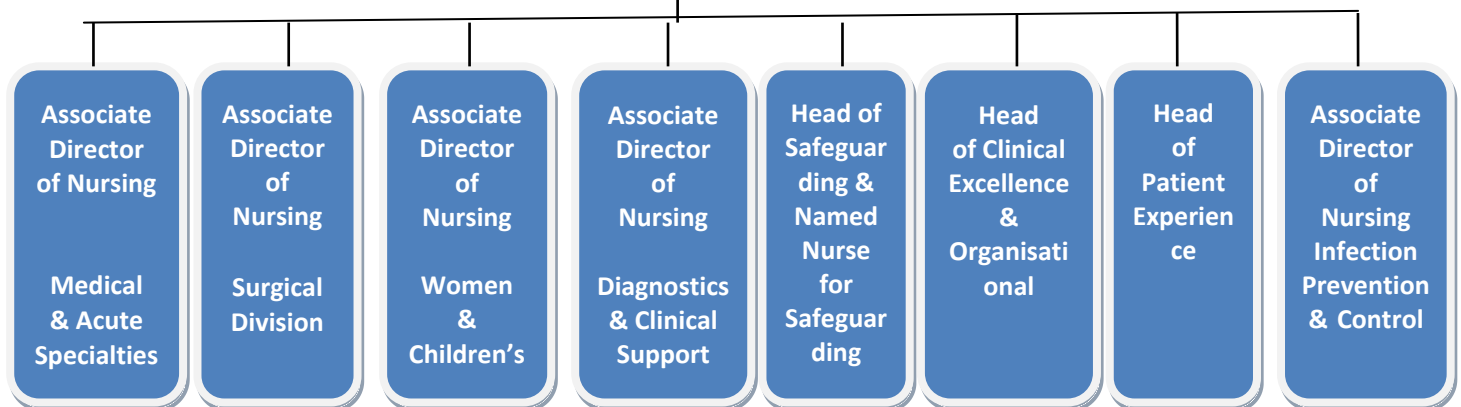 Associate
Director
of Nursing
Medical
& Acute
Specialties
Associate
Director
of
Nursing
Surgical
Division
Associate
Director
of
Nursing
Women
&
Children’s
Associate
Director
of
Nursing
Diagnostics
& Clinical
Support
Head of
Safeguar
ding &
Named
Nurse
for
Safeguar
ding
Head
of Clinical
Excellence
&
Organisati
onal
Head
of
Patient
Experien
ce
Associate
Director
of
Nursing
Infection
Prevention
& Control